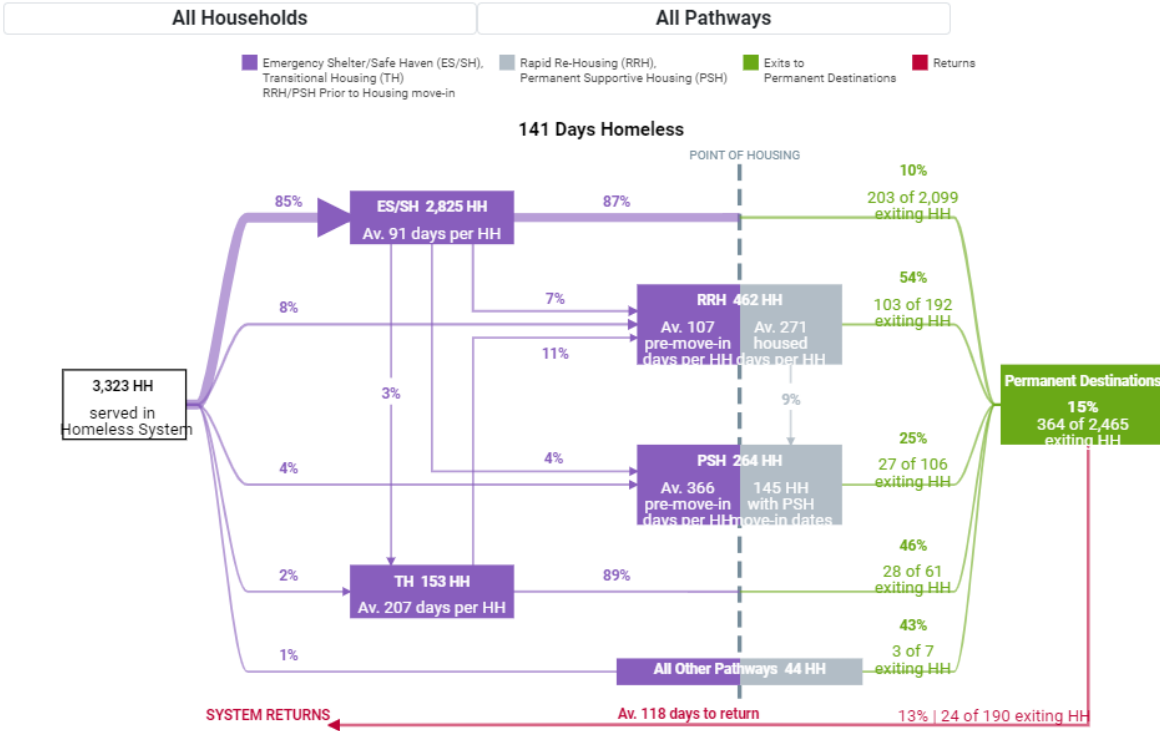 All Households
All Pathways
Emergency Shelter/Safe Haven (ES/SH),
Transitional Housing (TH)
RRH/PSH Prior to Housing move-in
Rapid Re-Housing (RRH),
Permanent Supportive Housing (PSH)
Exits to
Permanent Destinations
Returns
141 Days Homeless
POINT OF HOUSING
85%
ES/SH 2,825 HH
Av. 91 days per HH
87%
10%
203 of 2,099
exiting HH
8%
7%
11%
RRH 462 HH
Av. 107
pre-move-in
days per HH
Av. 271
housed
days per HH
54%
103 of 192
exiting HH
3,323 HH
served in
Homeless System
3%
9%
Permanent Destinations
15%
364 of 2,465
exiting HH
4%
4%
PSH 264 HH
Av. 366
pre-move-in
days per HH
145 HH
with PSH
move-in dates
25%
27 of 106
exiting HH
2%
TH 153 HH
Av. 207 days per HH
89%
46%
28 of 61
exiting HH
1%
All Other Pathways 44 HH
43%
3 of 7
exiting HH
SYSTEM RETURNS
Av. 118 days to return
13% | 24 of 190 exiting HH